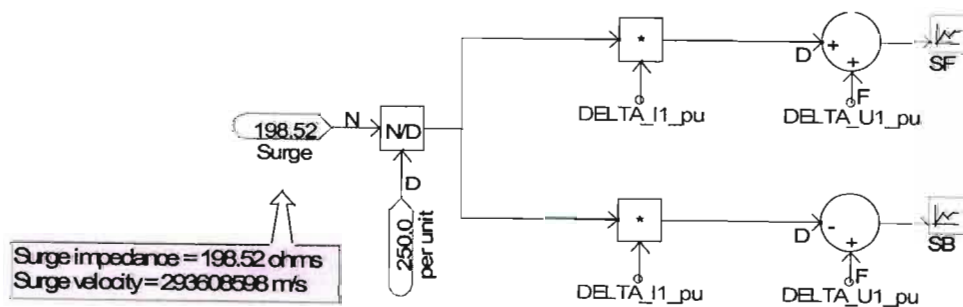 *
D + +
SF
F
DELTA_I1_pu
DELTA_U1_pu
198.52
N
N/D
Surge
D
250.0
per unit
*
D - +
SB
F
DELTA_I1_pu
DELTA_U1_pu
Surge impedance = 198.52 ohms
Surge velocity = 293608598 m/s